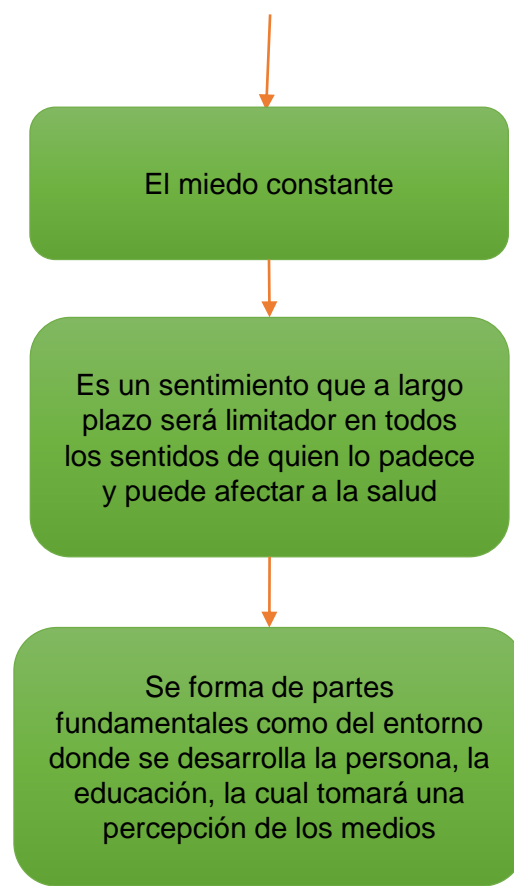 El miedo constante
Es un sentimiento que a largo
plazo será limitador en todos
los sentidos de quien lo padece
y puede afectar a la salud
Se forma de partes
fundamentales como del entorno
donde se desarrolla la persona, la
educación, la cual tomará una
percepción de los medios